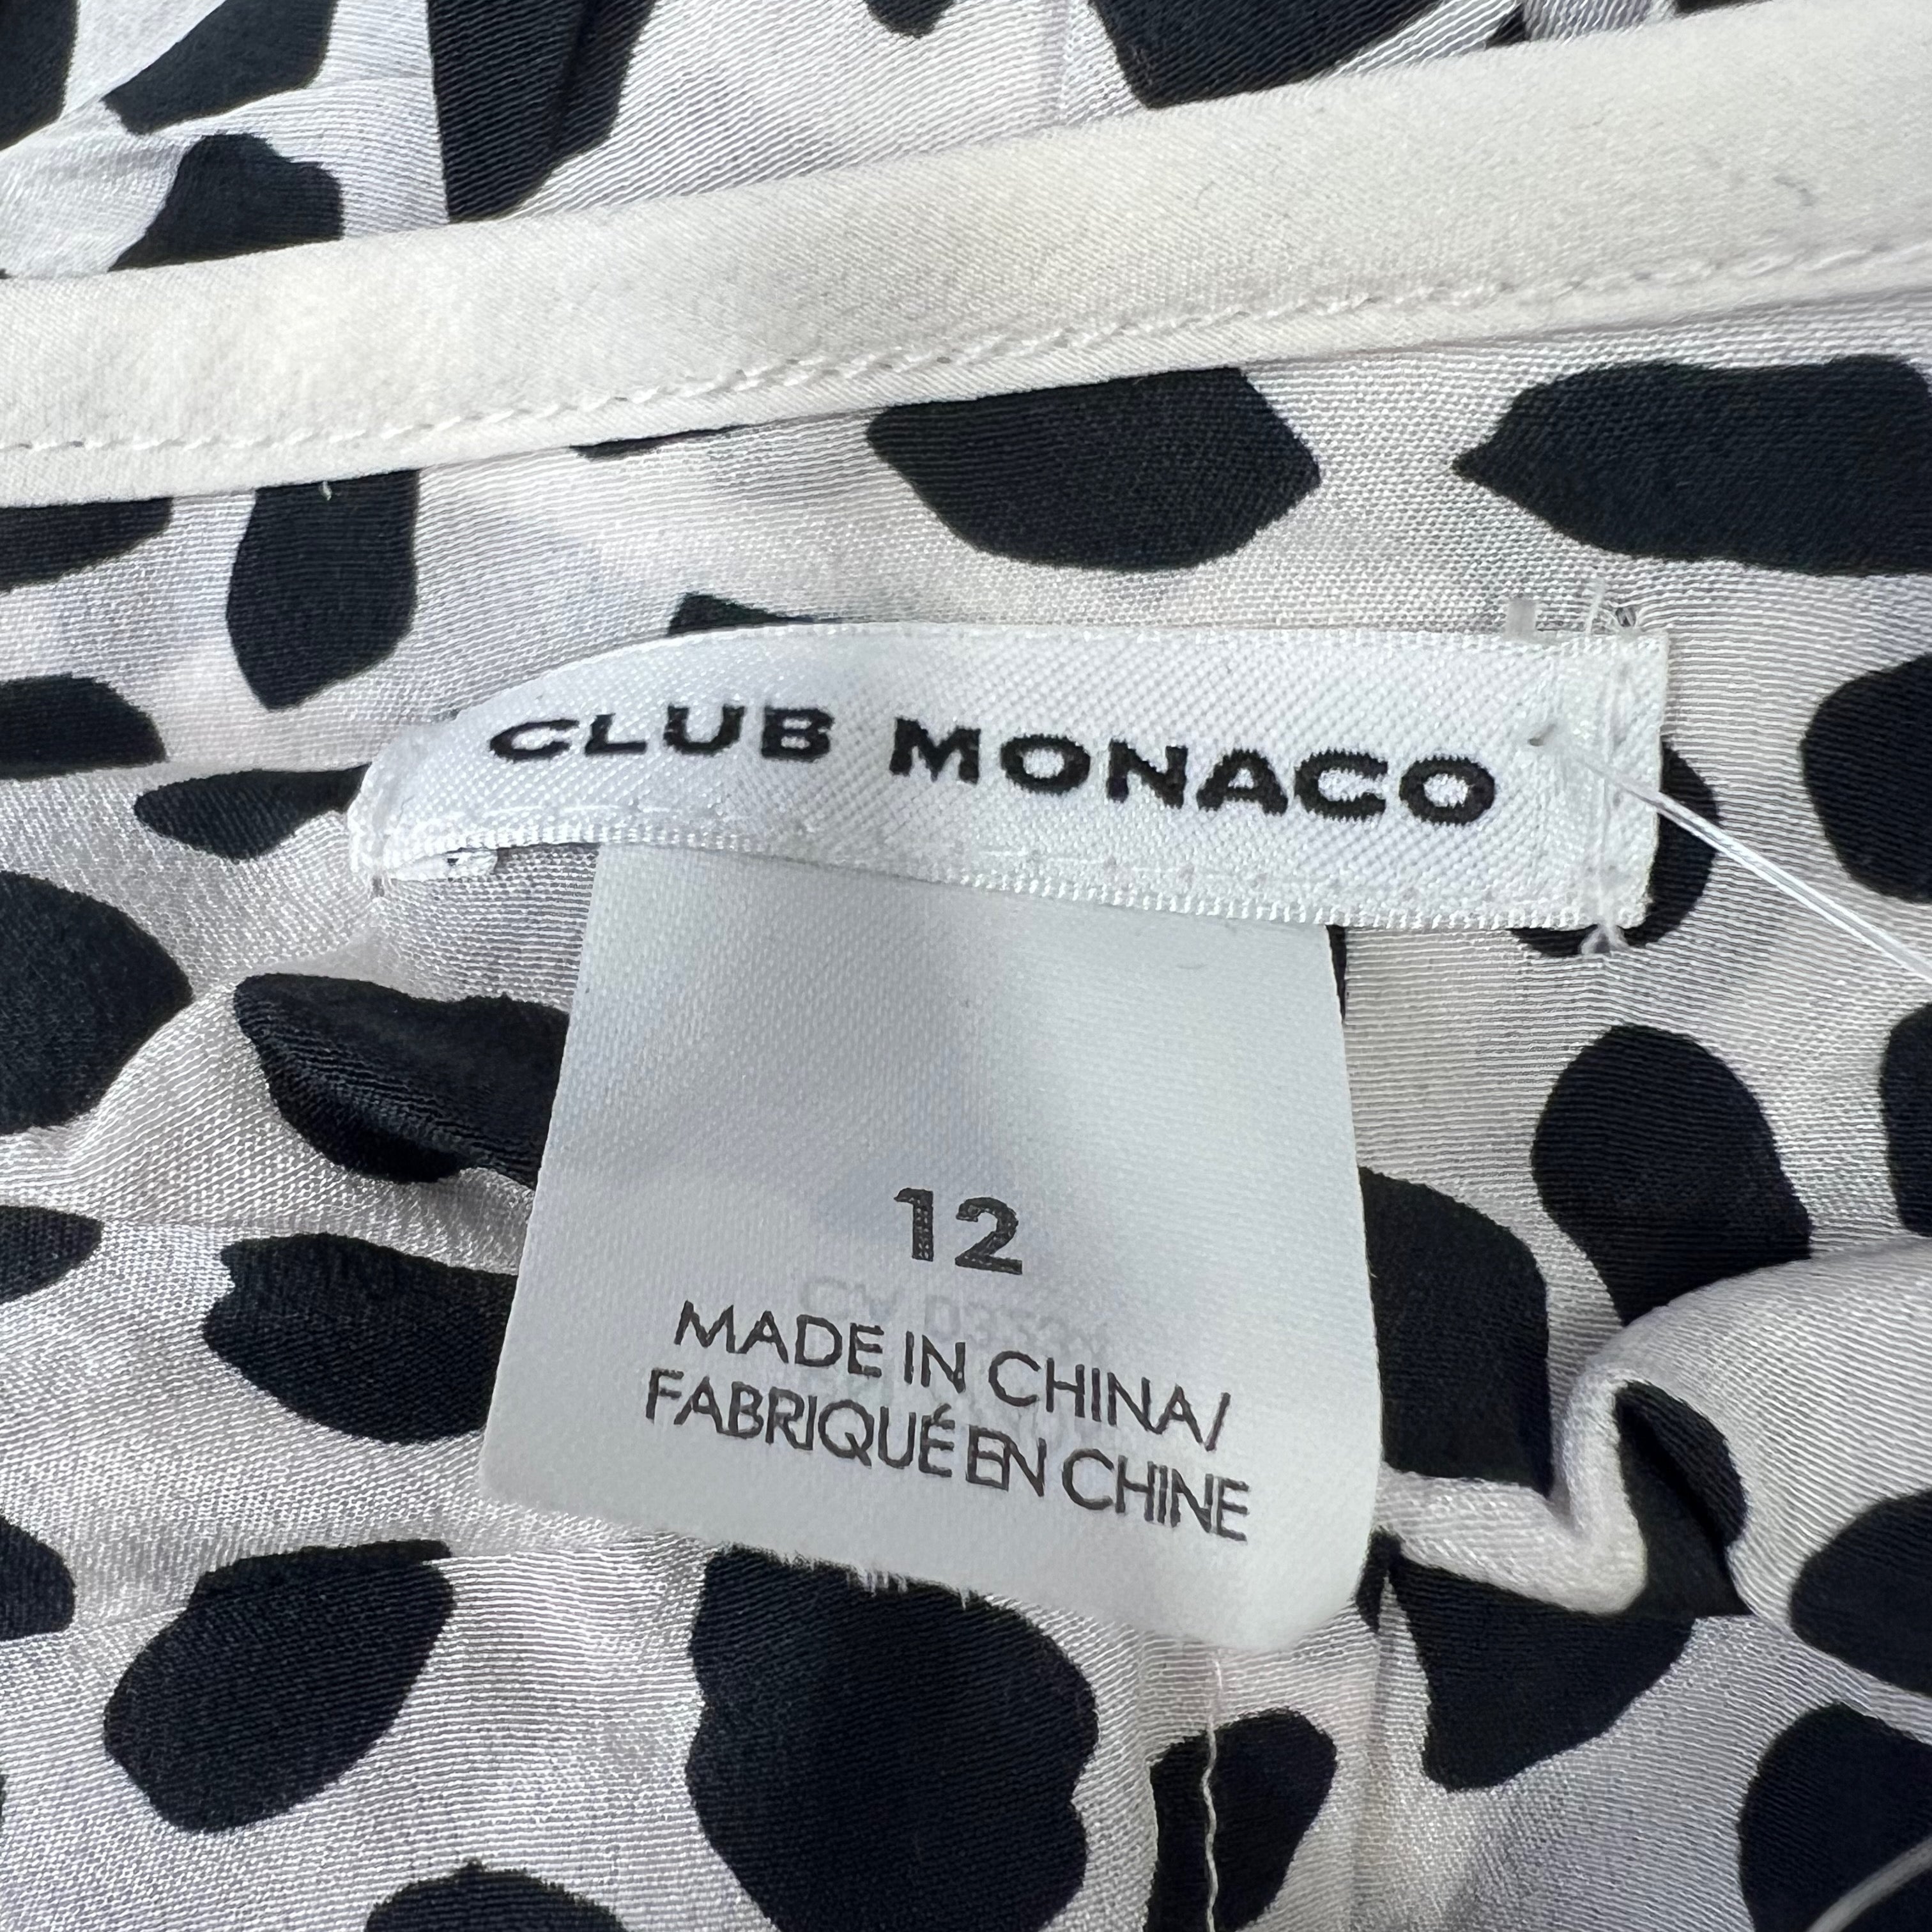 CLUB MONACO
12
MADE IN CHINA/
FABRIQUÉ EN CHINE